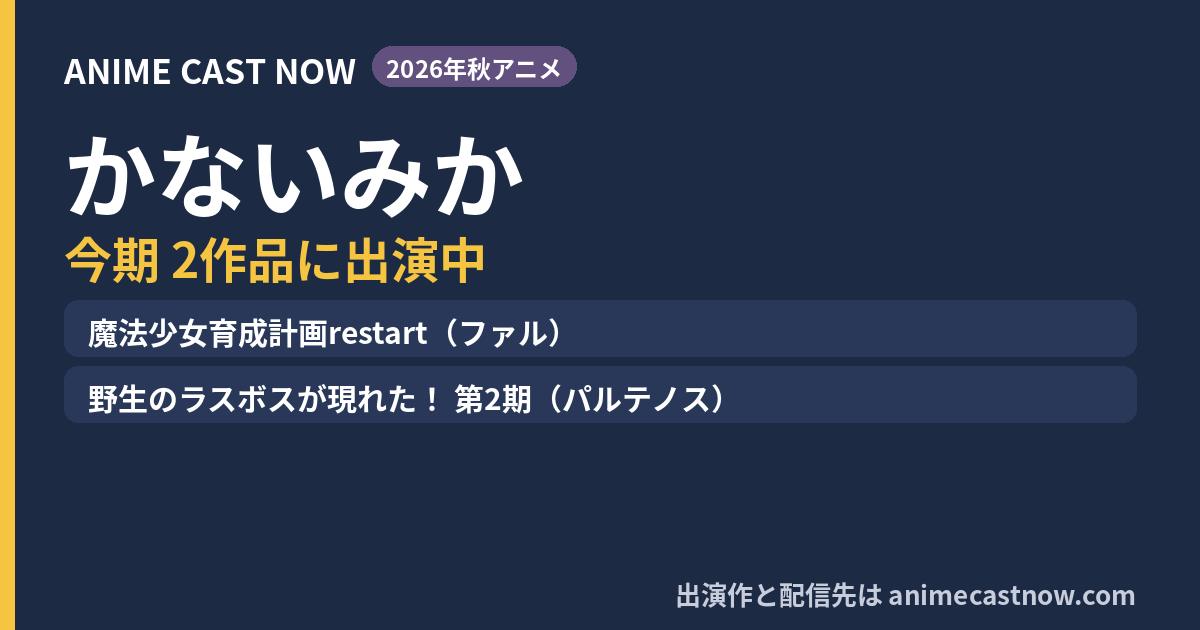 ANIME CAST NOW 2026年秋アニメ
かないみか
今期 2作品に出演中
魔法少女育成計画restart（ファル）
野生のラスボスが現れた！ 第2期（パルテノス）
出演作と配信先は animecastnow.com